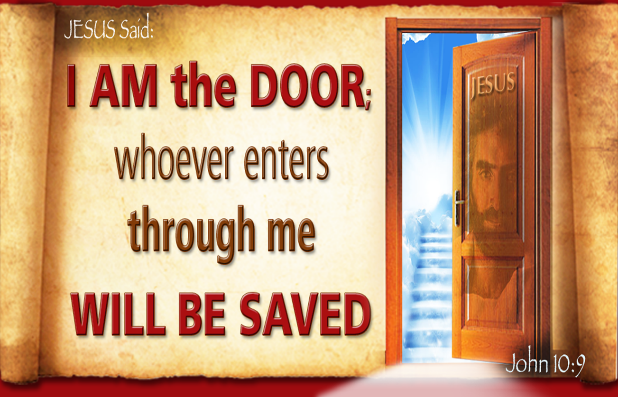 JESUS Said:
I AM the DOOR;
whoever enters
through me
WILL BE SAVED
JESUS
John 10:9